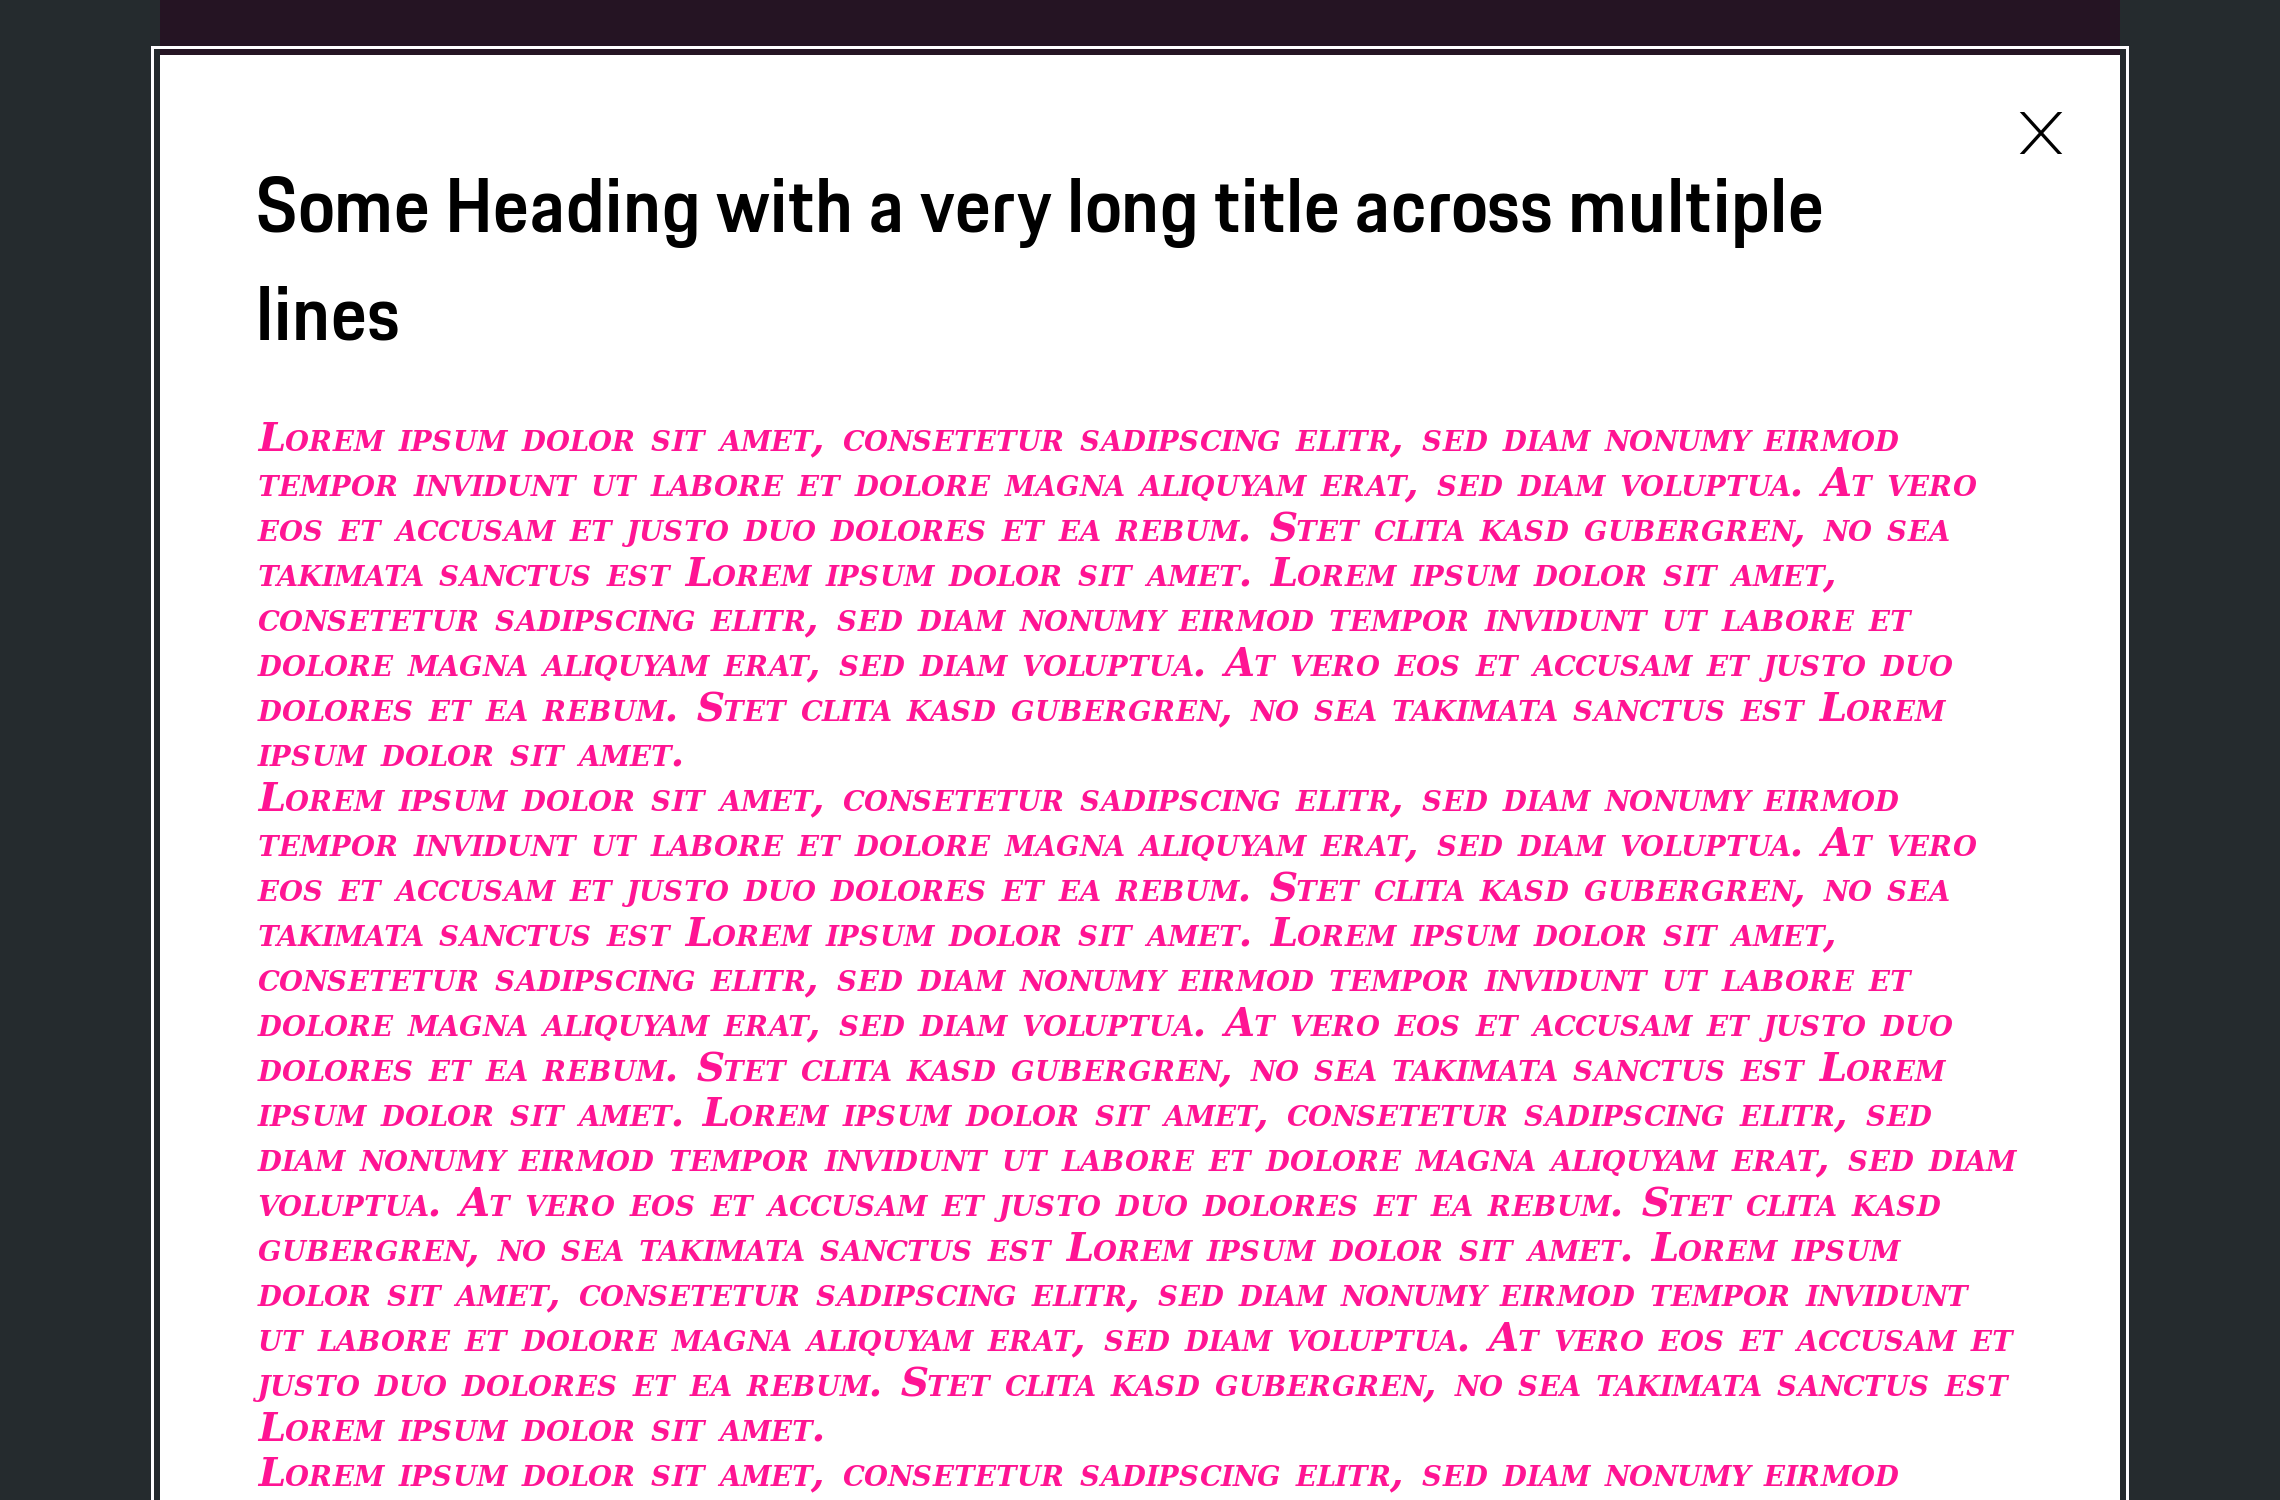 Some Heading with a very long title across multiple
lines
Lorem ipsum dolor sit amet, consetetur sadipscing elitr, sed diam nonumy eirmod
tempor invidunt ut labore et dolore magna aliquyam erat, sed diam voluptua. At vero
eos et accusam et justo duo dolores et ea rebum. Stet clita kasd gubergren, no sea
takimata sanctus est Lorem ipsum dolor sit amet. Lorem ipsum dolor sit amet,
consetetur sadipscing elitr, sed diam nonumy eirmod tempor invidunt ut labore et
dolore magna aliquyam erat, sed diam voluptua. At vero eos et accusam et justo duo
dolores et ea rebum. Stet clita kasd gubergren, no sea takimata sanctus est Lorem
ipsum dolor sit amet.
Lorem ipsum dolor sit amet, consetetur sadipscing elitr, sed diam nonumy eirmod
tempor invidunt ut labore et dolore magna aliquyam erat, sed diam voluptua. At vero
eos et accusam et justo duo dolores et ea rebum. Stet clita kasd gubergren, no sea
takimata sanctus est Lorem ipsum dolor sit amet. Lorem ipsum dolor sit amet,
consetetur sadipscing elitr, sed diam nonumy eirmod tempor invidunt ut labore et
dolore magna aliquyam erat, sed diam voluptua. At vero eos et accusam et justo duo
dolores et ea rebum. Stet clita kasd gubergren, no sea takimata sanctus est Lorem
ipsum dolor sit amet. Lorem ipsum dolor sit amet, consetetur sadipscing elitr, sed
diam nonumy eirmod tempor invidunt ut labore et dolore magna aliquyam erat, sed diam
voluptua. At vero eos et accusam et justo duo dolores et ea rebum. Stet clita kasd
gubergren, no sea takimata sanctus est Lorem ipsum dolor sit amet. Lorem ipsum
dolor sit amet, consetetur sadipscing elitr, sed diam nonumy eirmod tempor invidunt
ut labore et dolore magna aliquyam erat, sed diam voluptua. At vero eos et accusam et
justo duo dolores et ea rebum. Stet clita kasd gubergren, no sea takimata sanctus est
Lorem ipsum dolor sit amet.
Lorem ipsum dolor sit amet, consetetur sadipscing elitr, sed diam nonumy eirmod